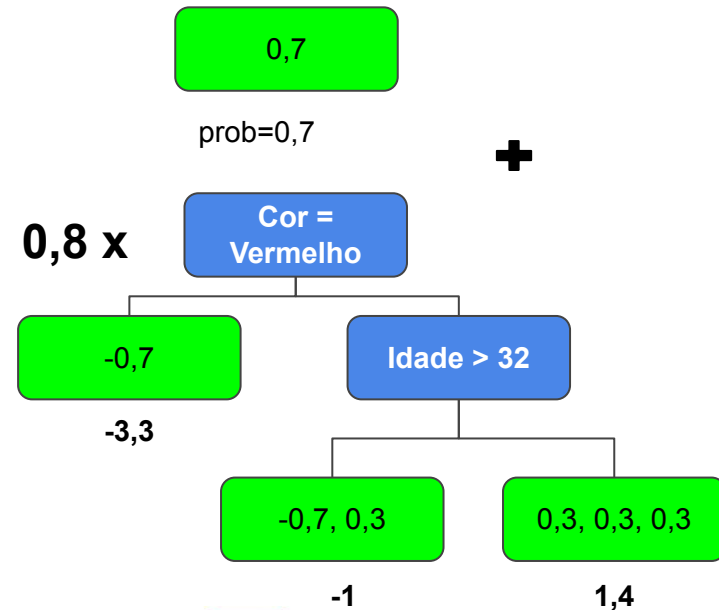 0,7
prob=0,7
+
0,8 x
Cor =
Vermelho
-0,7
Idade > 32
-3,3
-0,7, 0,3
0,3, 0,3, 0,3
-1
1,4